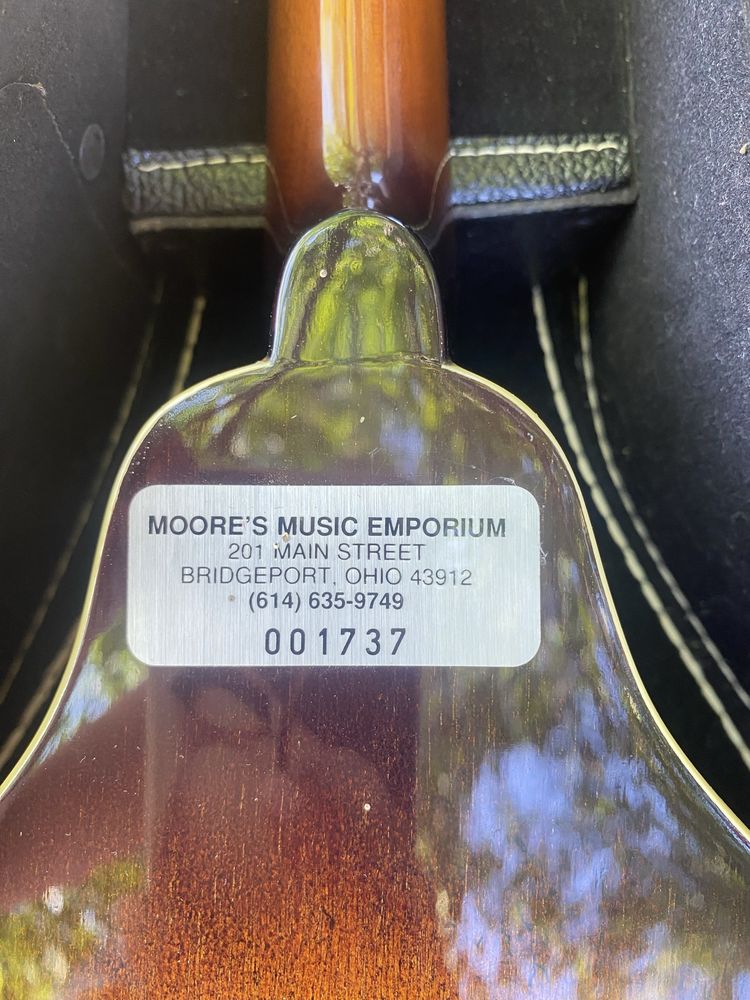 MOORE'S MUSIC EMPORIUM
201 MAIN STREET
BRIDGEPORT, OHIO 43912
(614) 635-9749
001737